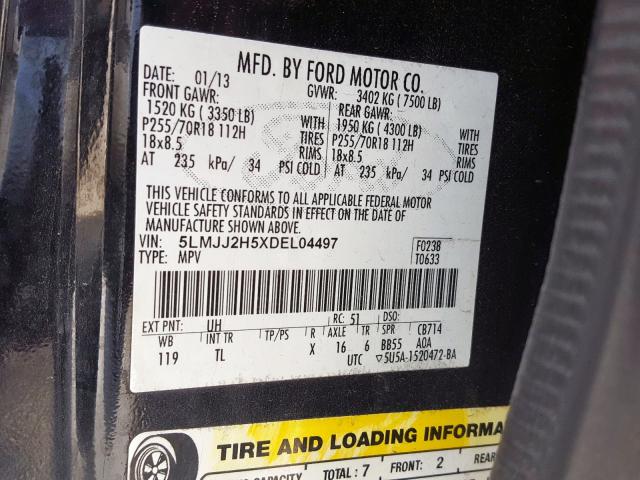 MFD. BY FORD MOTOR CO.
DATE: 01/13 GVWR: 3402 KG ( 7500 LB)
FRONT GAWR: REAR GAWR:
1520 KG ( 3350 LB) WITH 1950 KG ( 4300 LB) WITH
P255/70R18 112H TIRES P255/70R18 112H TIRES
18x8.5 RIMS 18x8.5 RIMS
AT 235 kPa/ 34 PSI COLD AT 235 kPa/ 34 PSI COLD
THIS VEHICLE CONFORMS TO ALL APPLICABLE FEDERAL MOTOR
VEHICLE SAFETY STANDARDS IN EFFECT ON THE DATE OF
MANUFACTURE SHOWN ABOVE.
VIN: 5LMJJ2H5XDEL04497 F0238
TYPE: MPV T0633
EXT PNT: UH RC: 51 DSO:
WB INT TR TP/PS R AXLE TR SPR CB714
119 TL X 16 6 BB55 A0A
UTC 5U5A-1520472-BA
TIRE AND LOADING INFORMA
TOTAL: 7 FRONT: 2 REAR